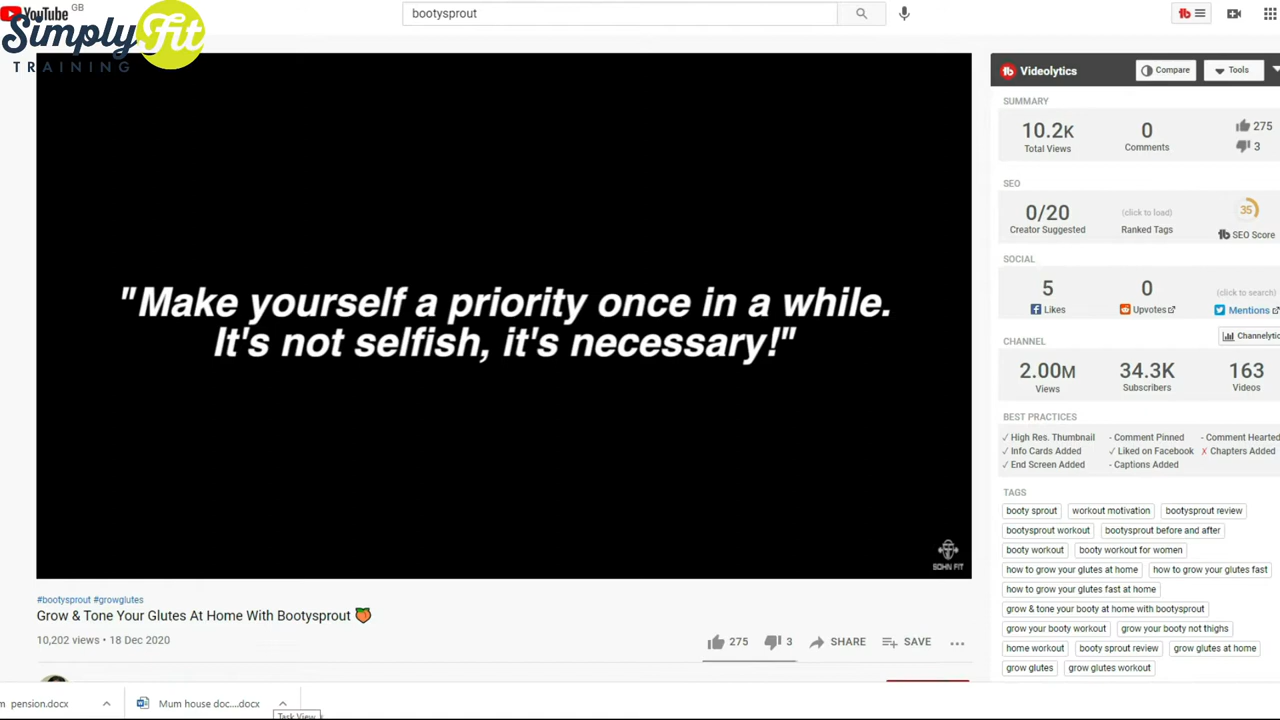 YouTube GB
Simply Fit
TRAINING
bootysprout
"Make yourself a priority once in a while.
It's not selfish, it's necessary!"
SOHN FIT
#bootysprout #growglutes
Grow & Tone Your Glutes At Home With Bootysprout 🍑
10,202 views • 18 Dec 2020
275 3 SHARE SAVE
tb Videolytics Compare Tools
SUMMARY
10.2K 0 275
Total Views Comments 3
SEO
0/20 (click to load) 35
Creator Suggested Ranked Tags tb SEO Score
SOCIAL
5 0 (click to search)
Likes Upvotes Mentions
Channelytic
CHANNEL
2.00M 34.3K 163
Views Subscribers Videos
BEST PRACTICES
✓ High Res. Thumbnail - Comment Pinned - Comment Hearted
✓ Info Cards Added ✓ Liked on Facebook ✗ Chapters Added
✓ End Screen Added - Captions Added
TAGS
booty sprout workout motivation bootysprout review
bootysprout workout bootysprout before and after
booty workout booty workout for women
how to grow your glutes at home how to grow your glutes fast
how to grow your glutes fast at home
grow & tone your booty at home with bootysprout
grow your booty workout grow your booty not thighs
home workout booty sprout review grow glutes at home
grow glutes grow glutes workout
m pension.docx Mum house doc....docx
Task View